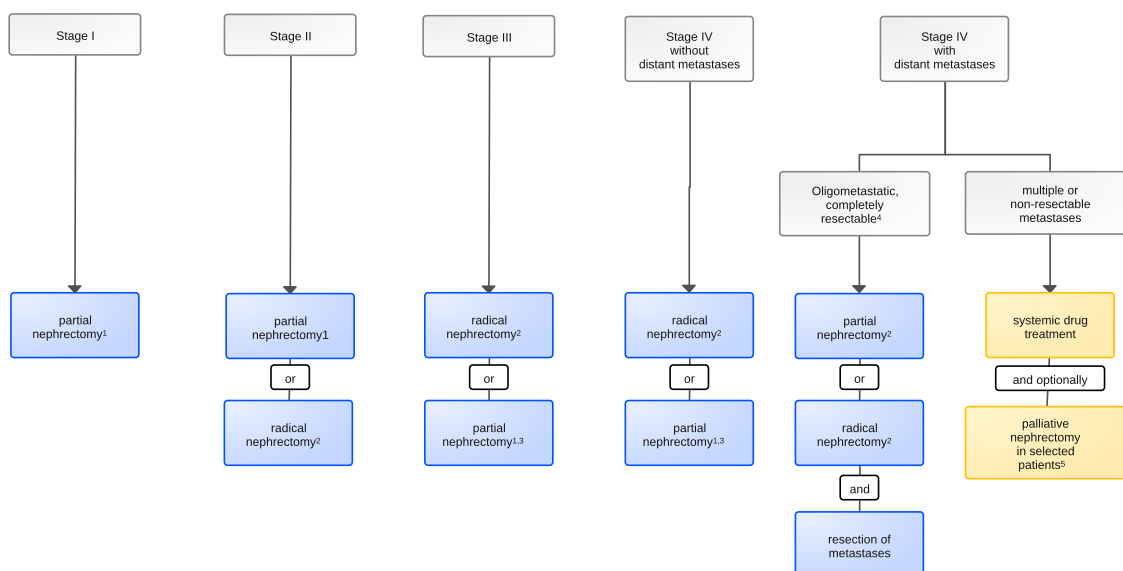 Stage I
Stage II
Stage III
Stage IV
without
distant metastases
Stage IV
with
distant metastases
Oligometastatic,
completely
resectable⁴
multiple or
non-resectable
metastases
partial
nephrectomy¹
partial
nephrectomy1
or
radical
nephrectomy²
radical
nephrectomy²
or
partial
nephrectomy¹,³
radical
nephrectomy²
or
partial
nephrectomy¹,³
partial
nephrectomy²
or
radical
nephrectomy²
and
resection of
metastases
systemic drug
treatment
and optionally
palliative
nephrectomy
in selected
patients⁵